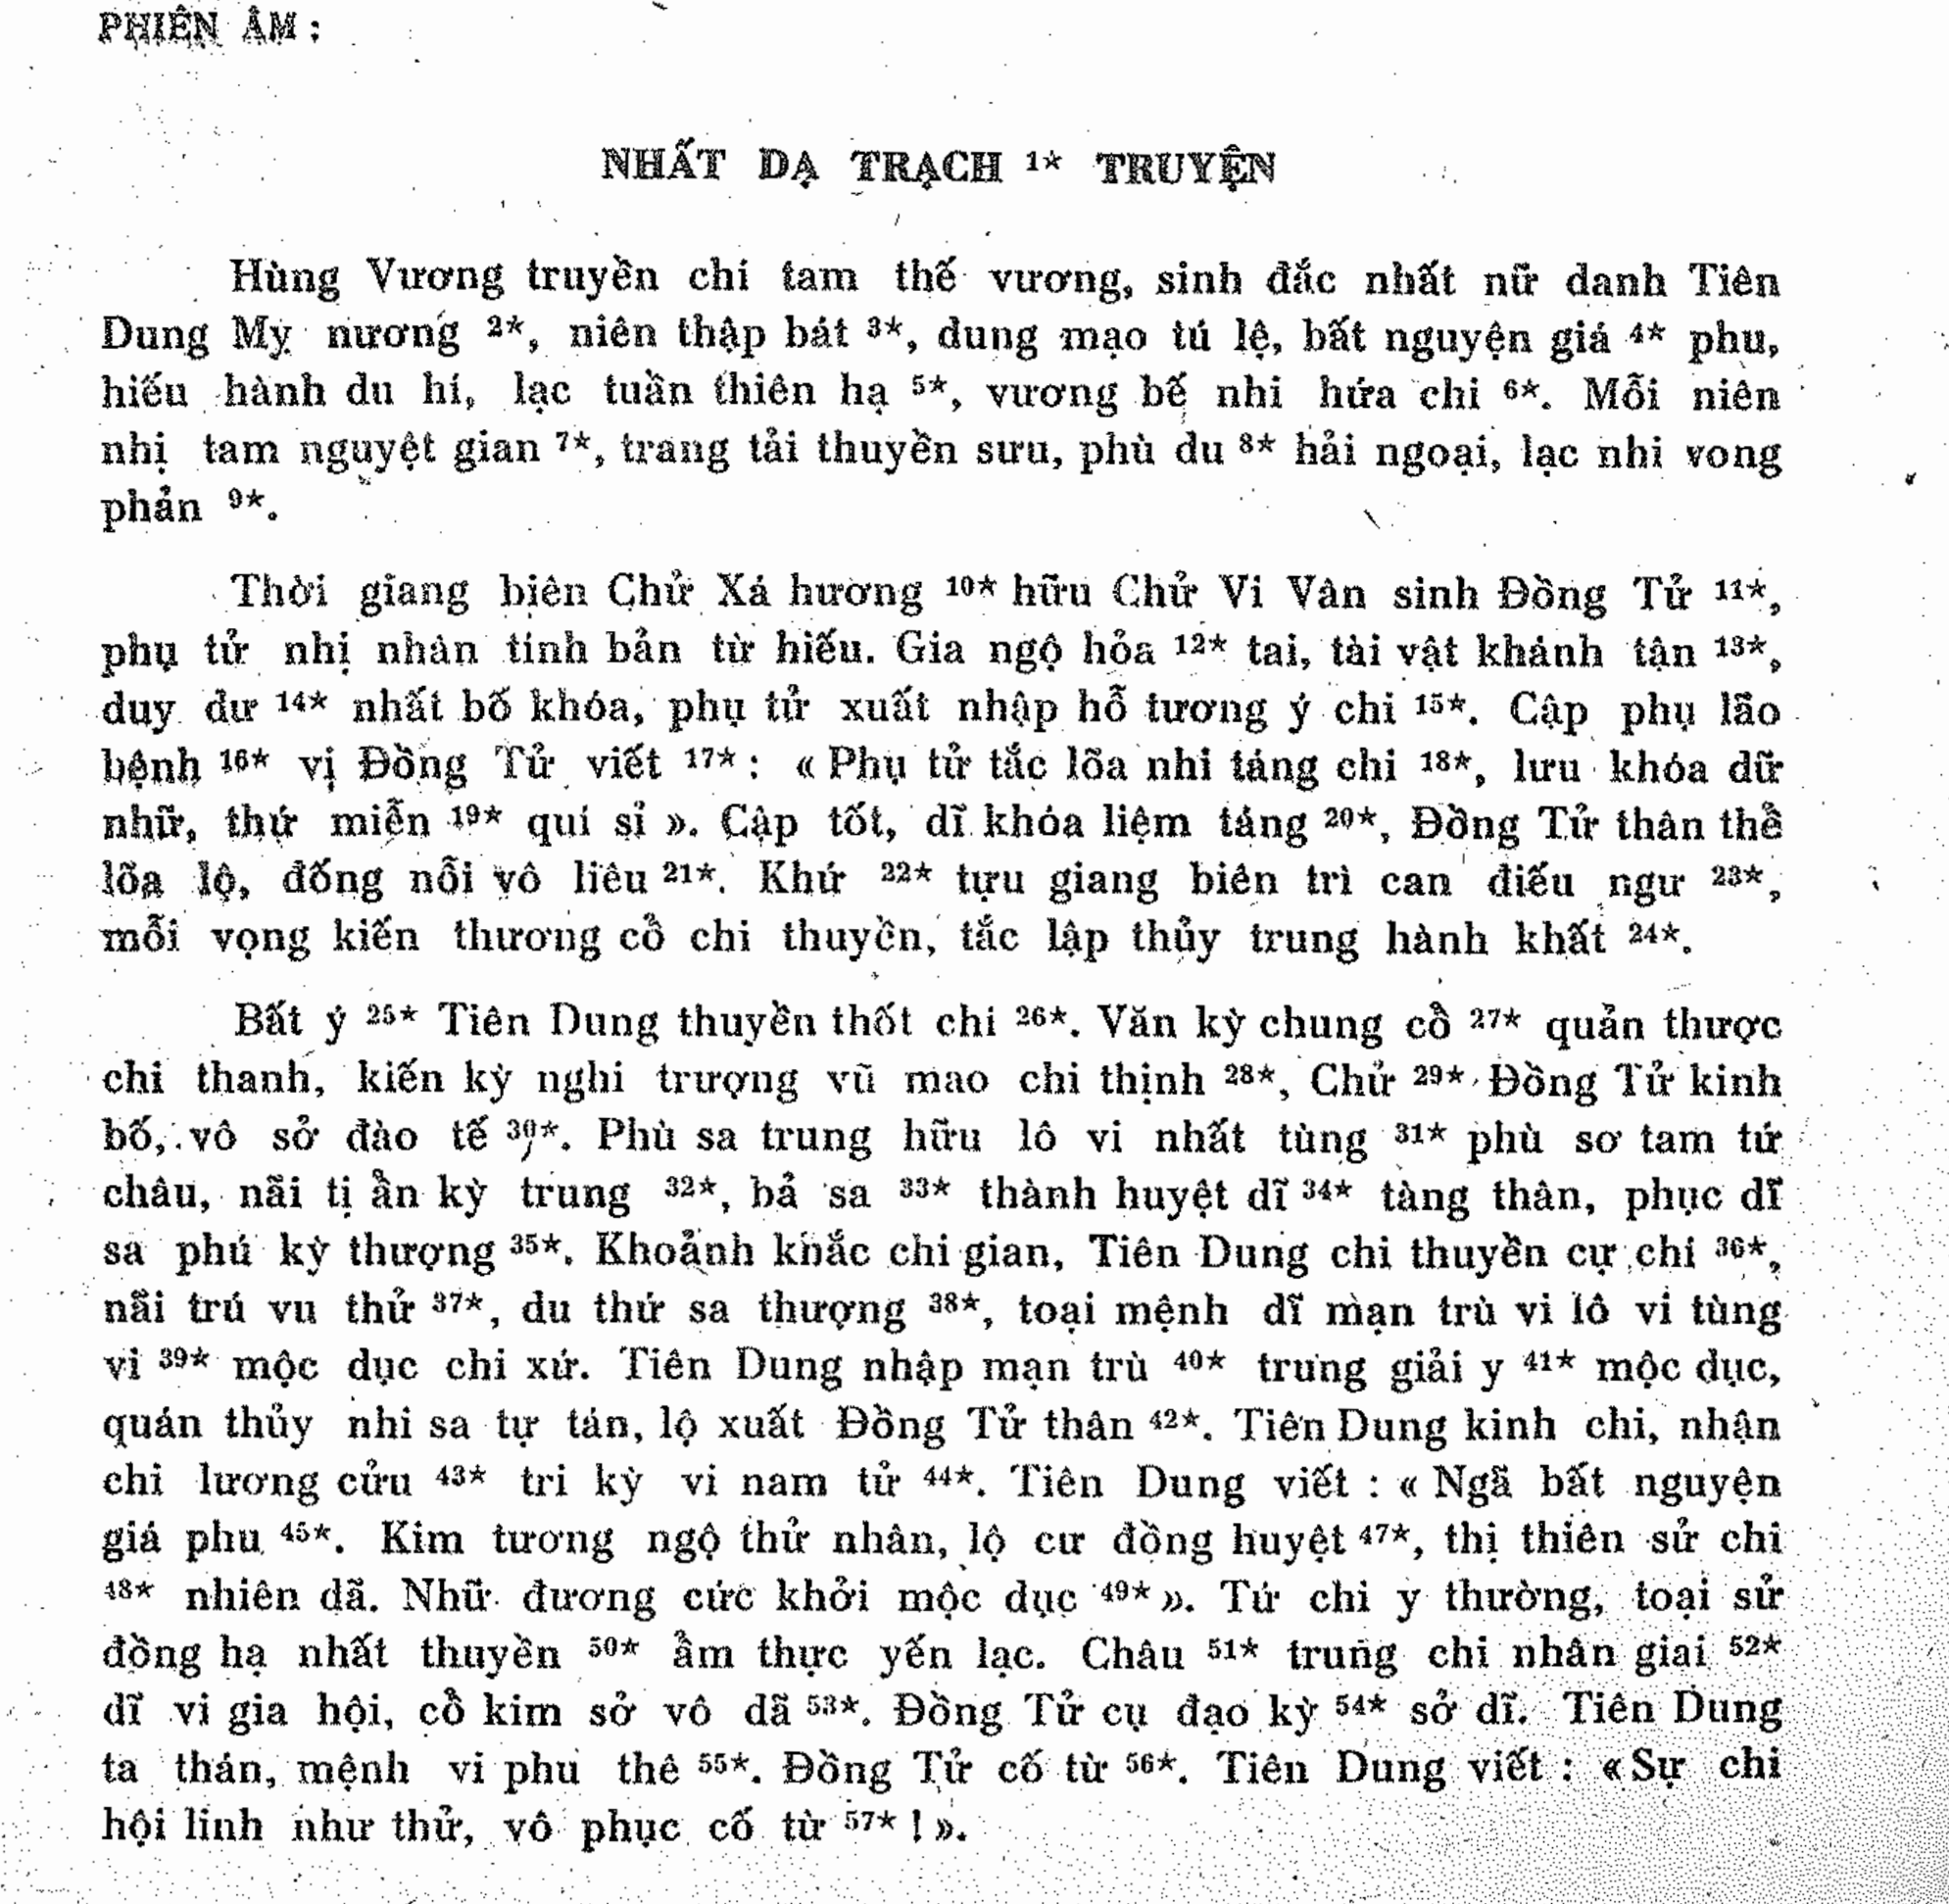 PHIÊN ÂM :
NHẤT DẠ TRẠCH 1* TRUYỆN
Hùng Vương truyền chí tam thế vương, sinh đắc nhất nữ danh Tiên
Dung Mỵ nương 2*, niên thập bát 3*, dung mạo tú lệ, bất nguyện giá 4* phu,
hiếu hành du hí, lạc tuần thiên hạ 5*, vương bế nhi hứa chi 6*. Mỗi niên
nhị tam nguyệt gian 7*, trang tải thuyền sưu, phù du 8* hải ngoại, lạc nhi vong
phản 9*.
Thời giang biên Chử Xá hương 10* hữu Chử Vi Vân sinh Đồng Tử 11*,
phụ tử nhị nhân tính bản từ hiếu. Gia ngộ hỏa 12* tai, tài vật khánh tận 13*,
duy dư 14* nhất bố khóa, phụ tử xuất nhập hỗ tương ý chi 15*. Cập phụ lão
bệnh 16* vị Đồng Tử viết 17* : « Phụ tử tắc lõa nhi táng chi 18*, lưu khóa dữ
nhữ, thứ miễn 19* quí sỉ ». Cập tốt, dĩ khóa liệm táng 20*, Đồng Tử thân thể
lõa lộ, đống nỗi vô liêu 21*. Khứ 22* tựu giang biên trì can điếu ngư 23*,
mỗi vọng kiến thương cổ chi thuyền, tắc lập thủy trung hành khất 24*.
Bất ý 25* Tiên Dung thuyền thốt chí 26*. Văn kỳ chung cổ 27* quản thược
chi thanh, kiến kỳ nghi trượng vũ mao chi thịnh 28*, Chử 29* Đồng Tử kinh
bố, vô sở đào tế 30*. Phù sa trung hữu lô vi nhất tùng 31* phù sơ tam tứ
châu, nãi tị ẩn kỳ trung 32*, bả sa 33* thành huyệt dĩ 34* tàng thân, phục dĩ
sa phú kỳ thượng 35*. Khoảnh khắc chi gian, Tiên Dung chi thuyền cự chí 36*,
nãi trú vu thử 37*, du thứ sa thượng 38*, toại mệnh dĩ mạn trù vi lô vi tùng
vi 39* mộc dục chi xứ. Tiên Dung nhập mạn trù 40* trung giải y 41* mộc dục,
quán thủy nhi sa tự tán, lộ xuất Đồng Tử thân 42*. Tiên Dung kinh chi, nhận
chi lương cửu 43* tri kỳ vi nam tử 44*. Tiên Dung viết : « Ngã bất nguyện
giá phu 45*. Kim tương ngộ thử nhân, lộ cư đồng huyệt 47*, thị thiên sử chi
48* nhiên dã. Nhữ đương cức khởi mộc dục 49* ». Tứ chi y thường, toại sử
đồng hạ nhất thuyền 50* ẩm thực yến lạc. Châu 51* trung chi nhân giai 52*
dĩ vi gia hội, cổ kim sở vô dã 53*. Đồng Tử cụ đạo kỳ 54* sở dĩ. Tiên Dung
ta thán, mệnh vi phu thê 55*. Đồng Tử cố từ 56*. Tiên Dung viết : « Sự chi
hội linh như thử, vô phục cố từ 57* ! ».